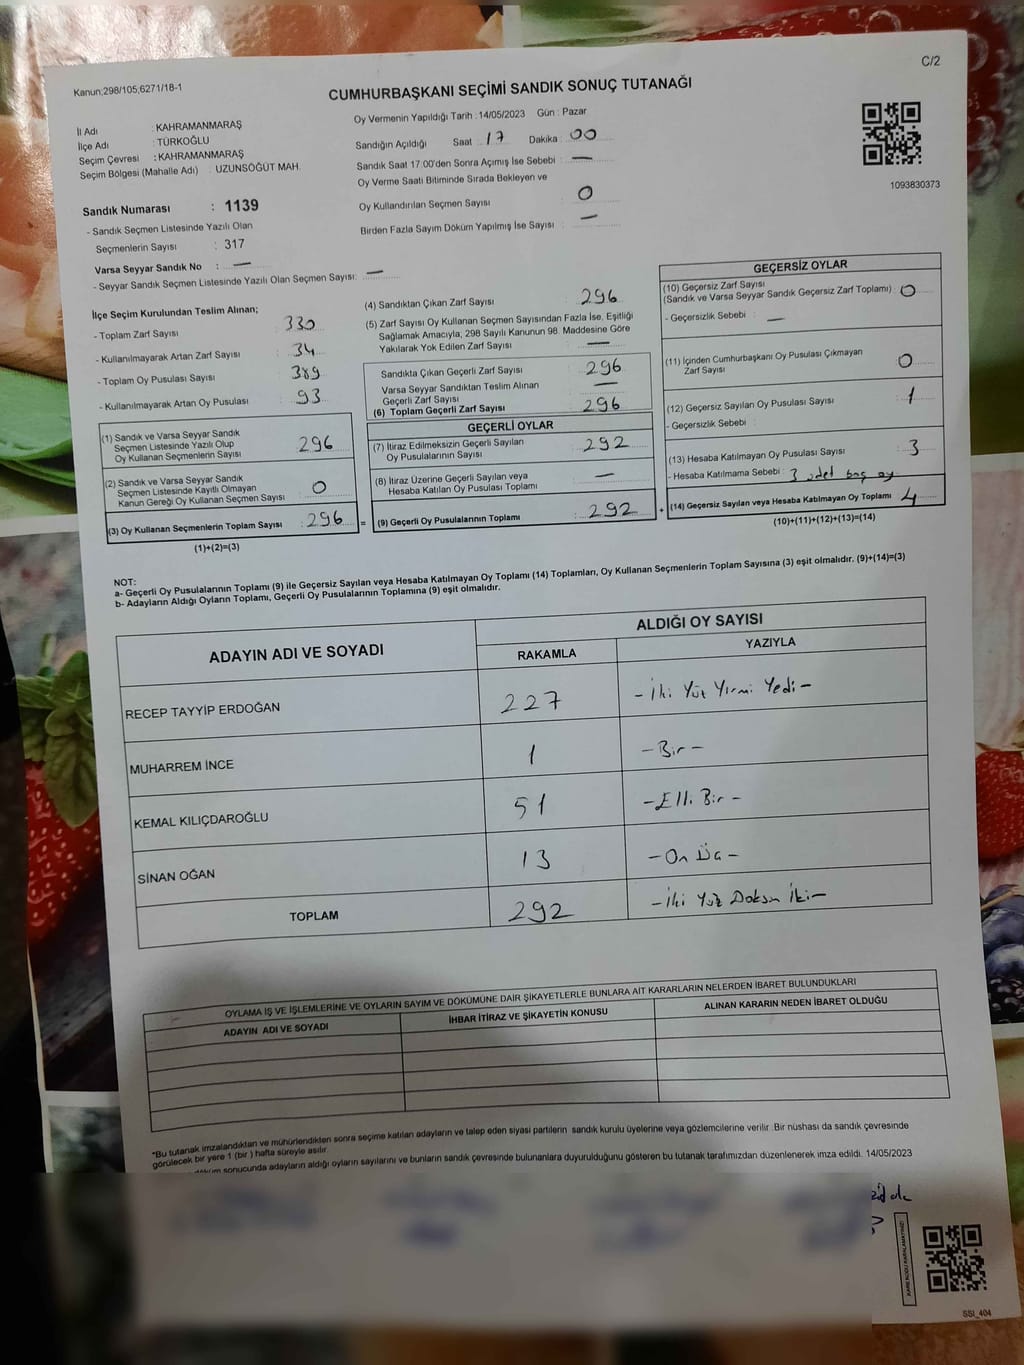 C/2
Kanun:298/105;6271/18-1
CUMHURBAŞKANI SEÇİMİ SANDIK SONUÇ TUTANAĞI
İl Adı : KAHRAMANMARAŞ
İlçe Adı : TÜRKOĞLU
Seçim Çevresi : KAHRAMANMARAŞ
Seçim Bölgesi (Mahalle Adı) : UZUNSÖĞÜT MAH.
Sandık Numarası : 1139
- Sandık Seçmen Listesinde Yazılı Olan
Seçmenlerin Sayısı : 317
Varsa Seyyar Sandık No : —
- Seyyar Sandık Seçmen Listesinde Yazılı Olan Seçmen Sayısı: —
Oy Vermenin Yapıldığı Tarih : 14/05/2023 Gün : Pazar
Sandığın Açıldığı Saat : 17 Dakika : 00
Sandık Saat 17:00'den Sonra Açımış İse Sebebi : —
Oy Verme Saati Bitiminde Sırada Bekleyen ve
Oy Kullandırılan Seçmen Sayısı : 0
Birden Fazla Sayım Döküm Yapılmış İse Sayısı : —
1093830373
İlçe Seçim Kurulundan Teslim Alınan;
- Toplam Zarf Sayısı : 330
- Kullanılmayarak Artan Zarf Sayısı : 34
- Toplam Oy Pusulası Sayısı : 389
- Kullanılmayarak Artan Oy Pusulası : 93
(1) Sandık ve Varsa Seyyar Sandık
Seçmen Listesinde Yazılı Olup
Oy Kullanan Seçmenlerin Sayısı : 296
(2) Sandık ve Varsa Seyyar Sandık
Seçmen Listesinde Kayıtlı Olmayan
Kanun Gereği Oy Kullanan Seçmen Sayısı : 0
(3) Oy Kullanan Seçmenlerin Toplam Sayısı : 296 =
(1)+(2)=(3)
(4) Sandıktan Çıkan Zarf Sayısı : 296
(5) Zarf Sayısı Oy Kullanan Seçmen Sayısından Fazla İse, Eşitliği
Sağlamak Amacıyla; 298 Sayılı Kanunun 98. Maddesine Göre
Yakılarak Yok Edilen Zarf Sayısı : —
Sandıkta Çıkan Geçerli Zarf Sayısı : 296
Varsa Seyyar Sandıktan Teslim Alınan
Geçerli Zarf Sayısı : —
(6) Toplam Geçerli Zarf Sayısı : 296
GEÇERLİ OYLAR
(7) İtiraz Edilmeksizin Geçerli Sayılan
Oy Pusulalarının Sayısı : 292
(8) İtiraz Üzerine Geçerli Sayılan veya
Hesaba Katılan Oy Pusulası Toplamı : —
(9) Geçerli Oy Pusulalarının Toplamı : 292 +
GEÇERSİZ OYLAR
(10) Geçersiz Zarf Sayısı
(Sandık ve Varsa Seyyar Sandık Geçersiz Zarf Toplamı) : 0
- Geçersizlik Sebebi : —
(11) İçinden Cumhurbaşkanı Oy Pusulası Çıkmayan
Zarf Sayısı : 0
(12) Geçersiz Sayılan Oy Pusulası Sayısı : 1
- Geçersizlik Sebebi :
(13) Hesaba Katılmayan Oy Pusulası Sayısı : 3
- Hesaba Katılmama Sebebi : 3 adet boş oy
(14) Geçersiz Sayılan veya Hesaba Katılmayan Oy Toplamı : 4
(10)+(11)+(12)+(13)=(14)
NOT:
a- Geçerli Oy Pusulalarının Toplamı (9) ile Geçersiz Sayılan veya Hesaba Katılmayan Oy Toplamı (14) Toplamları, Oy Kullanan Seçmenlerin Toplam Sayısına (3) eşit olmalıdır. (9)+(14)=(3)
b- Adayların Aldığı Oyların Toplamı, Geçerli Oy Pusulalarının Toplamına (9) eşit olmalıdır.
ADAYIN ADI VE SOYADI ALDIĞI OY SAYISI
RAKAMLA YAZIYLA
RECEP TAYYİP ERDOĞAN 227 - İki Yüz Yirmi Yedi -
MUHARREM İNCE 1 - Bir -
KEMAL KILIÇDAROĞLU 51 - Elli Bir -
SİNAN OĞAN 13 - On Üç -
TOPLAM 292 - İki Yüz Doksan İki -
OYLAMA İŞ VE İŞLEMLERİNE VE OYLARIN SAYIM VE DÖKÜMÜNE DAİR ŞİKAYETLERLE BUNLARA AİT KARARLARIN NELERDEN İBARET BULUNDUKLARI
ADAYIN ADI VE SOYADI İHBAR İTİRAZ VE ŞİKAYETİN KONUSU ALINAN KARARIN NEDEN İBARET OLDUĞU
*Bu tutanak imzalandıktan ve mühürlendikten sonra seçime katılan adayların ve talep eden siyasi partilerin sandık kurulu üyelerine veya gözlemcilerine verilir. Bir nüshası da sandık çevresinde
görülecek bir yere 1 (bir) hafta süreyle asılır.
döküm sonucunda adayların aldığı oyların sayılarını ve bunların sandık çevresinde bulunanlara duyurulduğunu gösteren bu tutanak tarafımızdan düzenlenerek imza edildi. 14/05/2023
SSI_404